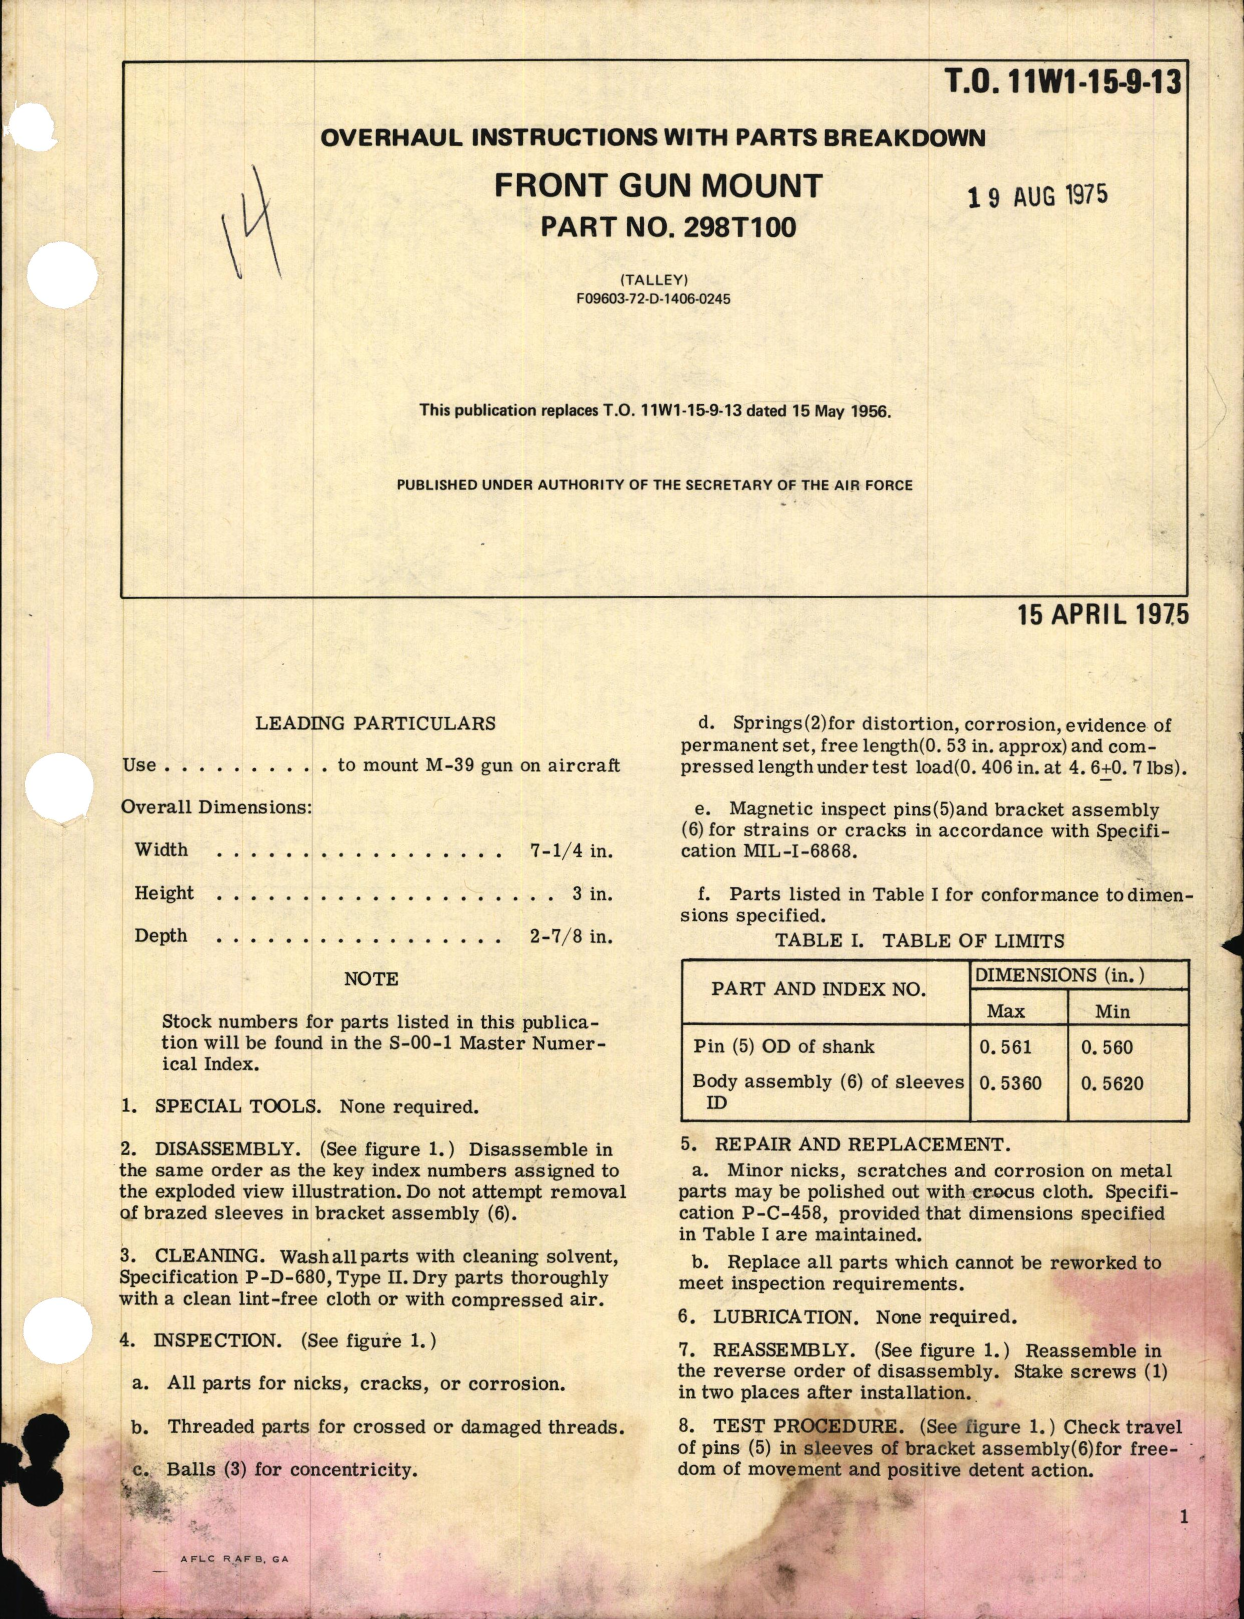 T.O. 11W1-15-9-13
OVERHAUL INSTRUCTIONS WITH PARTS BREAKDOWN
FRONT GUN MOUNT
PART NO. 298T100
19 AUG 1975
14
(TALLEY)
F09603-72-D-1406-0245
This publication replaces T.O. 11W1-15-9-13 dated 15 May 1956.
PUBLISHED UNDER AUTHORITY OF THE SECRETARY OF THE AIR FORCE
15 APRIL 1975
LEADING PARTICULARS
Use . . . . . . . . . . to mount M-39 gun on aircraft
Overall Dimensions:
Width . . . . . . . . . . . . . . . . . 7-1/4 in.
Height . . . . . . . . . . . . . . . . . . . . 3 in.
Depth . . . . . . . . . . . . . . . . . 2-7/8 in.
NOTE
Stock numbers for parts listed in this publica-
tion will be found in the S-00-1 Master Numer-
ical Index.
1. SPECIAL TOOLS. None required.
2. DISASSEMBLY. (See figure 1.) Disassemble in
the same order as the key index numbers assigned to
the exploded view illustration. Do not attempt removal
of brazed sleeves in bracket assembly (6).
3. CLEANING. Wash all parts with cleaning solvent,
Specification P-D-680, Type II. Dry parts thoroughly
with a clean lint-free cloth or with compressed air.
4. INSPECTION. (See figure 1.)
a. All parts for nicks, cracks, or corrosion.
b. Threaded parts for crossed or damaged threads.
c. Balls (3) for concentricity.
d. Springs(2)for distortion, corrosion, evidence of
permanent set, free length(0.53 in. approx) and com-
pressed length under test load(0.406 in. at 4.6±0.7 lbs).
e. Magnetic inspect pins(5)and bracket assembly
(6) for strains or cracks in accordance with Specifi-
cation MIL-I-6868.
f. Parts listed in Table I for conformance to dimen-
sions specified.
TABLE I. TABLE OF LIMITS
PART AND INDEX NO.
DIMENSIONS (in.)
Max Min
Pin (5) OD of shank 0.561 0.560
Body assembly (6) of sleeves 0.5360 0.5620
ID
5. REPAIR AND REPLACEMENT.
a. Minor nicks, scratches and corrosion on metal
parts may be polished out with crocus cloth. Specifi-
cation P-C-458, provided that dimensions specified
in Table I are maintained.
b. Replace all parts which cannot be reworked to
meet inspection requirements.
6. LUBRICATION. None required.
7. REASSEMBLY. (See figure 1.) Reassemble in
the reverse order of disassembly. Stake screws (1)
in two places after installation.
8. TEST PROCEDURE. (See figure 1.) Check travel
of pins (5) in sleeves of bracket assembly(6)for free-
dom of movement and positive detent action.
1
AFLC RAFB, GA